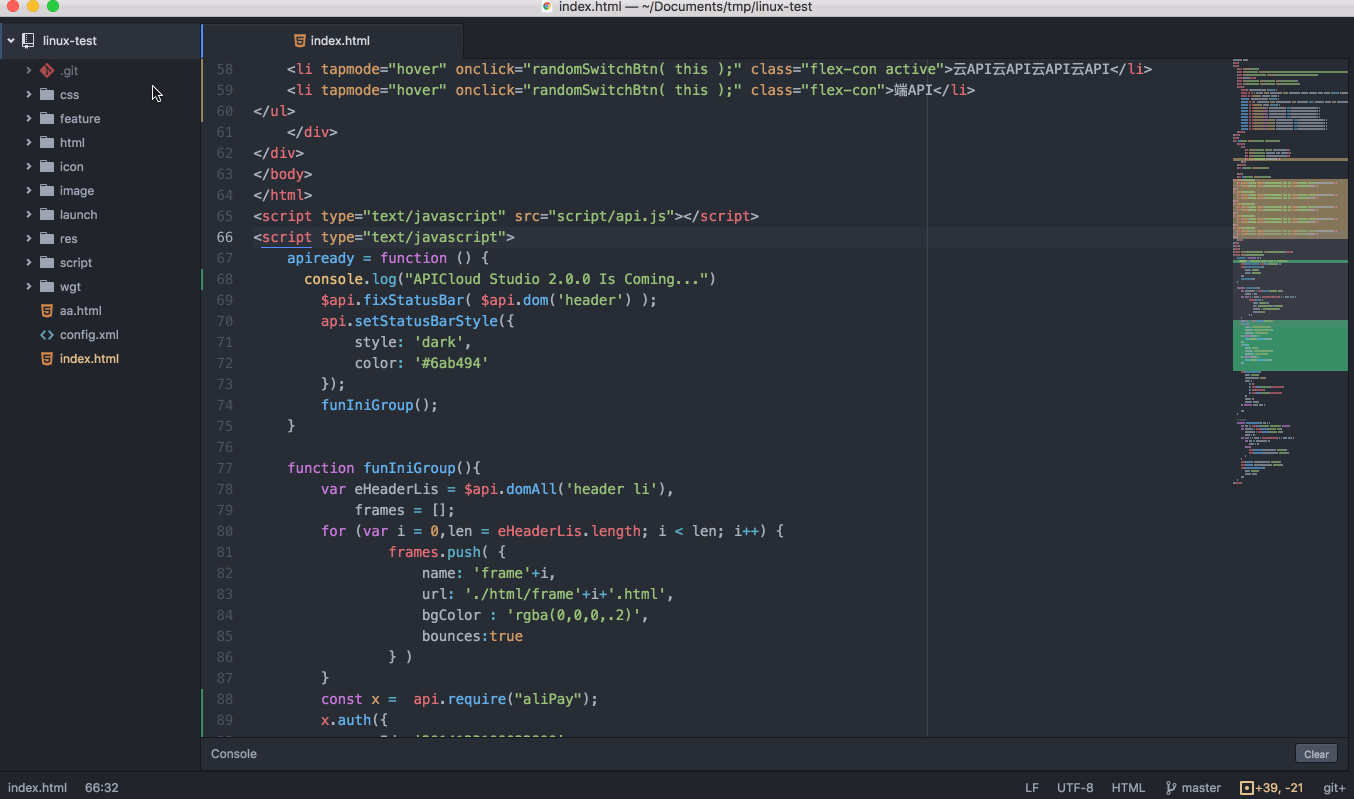 index.html — ~/Documents/tmp/linux-test
linux-test
.git
css
feature
html
icon
image
launch
res
script
wgt
aa.html
config.xml
index.html
index.html
58 <li tapmode="hover" onclick="randomSwitchBtn( this );" class="flex-con active">云API云API云API云API</li>
59 <li tapmode="hover" onclick="randomSwitchBtn( this );" class="flex-con">端API</li>
60 </ul>
61 </div>
62 </div>
63 </body>
64 </html>
65 <script type="text/javascript" src="script/api.js"></script>
66 <script type="text/javascript">
67 apiready = function () {
68 console.log("APICloud Studio 2.0.0 Is Coming...")
69 $api.fixStatusBar( $api.dom('header') );
70 api.setStatusBarStyle({
71 style: 'dark',
72 color: '#6ab494'
73 });
74 funIniGroup();
75 }
76
77 function funIniGroup(){
78 var eHeaderLis = $api.domAll('header li'),
79 frames = [];
80 for (var i = 0,len = eHeaderLis.length; i < len; i++) {
81 frames.push( {
82 name: 'frame'+i,
83 url: './html/frame'+i+'.html',
84 bgColor : 'rgba(0,0,0,.2)',
85 bounces:true
86 } )
87 }
88 const x =  api.require("aliPay");
89 x.auth({
Console
Clear
index.html 66:32
LF UTF-8 HTML master +39, -21 git+